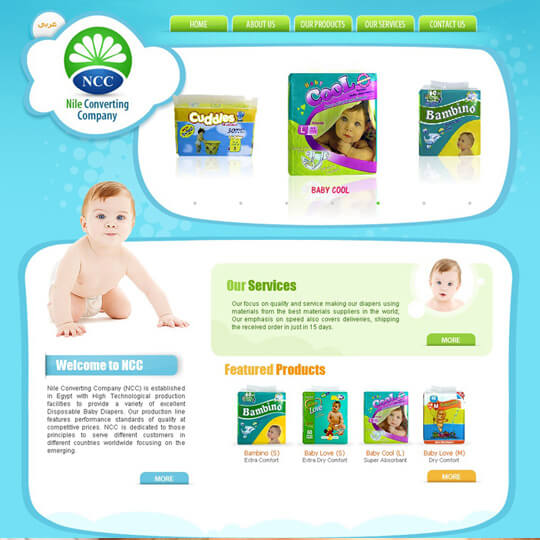 عربى
HOME
ABOUT US
OUR PRODUCTS
OUR SERVICES
CONTACT US
NCC
Nile Converting
Company
Cuddles
Baby
COOL
L
Bambino
BABY COOL
Our Services
Our focus on quality and service making our diapers using
materials from the best materials suppliers in the world,
Our emphasis on speed also covers deliveries, shipping
the received order in just in 15 days.
MORE
Welcome to NCC
Nile Converting Company (NCC) is established
in Egypt with High Technological production
facilities to provide a variety of excellent
Disposable Baby Diapers. Our production line
features performance standards of quality at
competitive prices. NCC is dedicated to those
principles to serve different customers in
different countries worldwide focusing on the
emerging.
MORE
Featured Products
Bambino
Love
COOL
Bambino (S)
Extra Comfort
Baby Love (S)
Extra Dry Comfort
Baby Cool (L)
Super Absorbant
Baby Love (M)
Dry Comfort
MORE